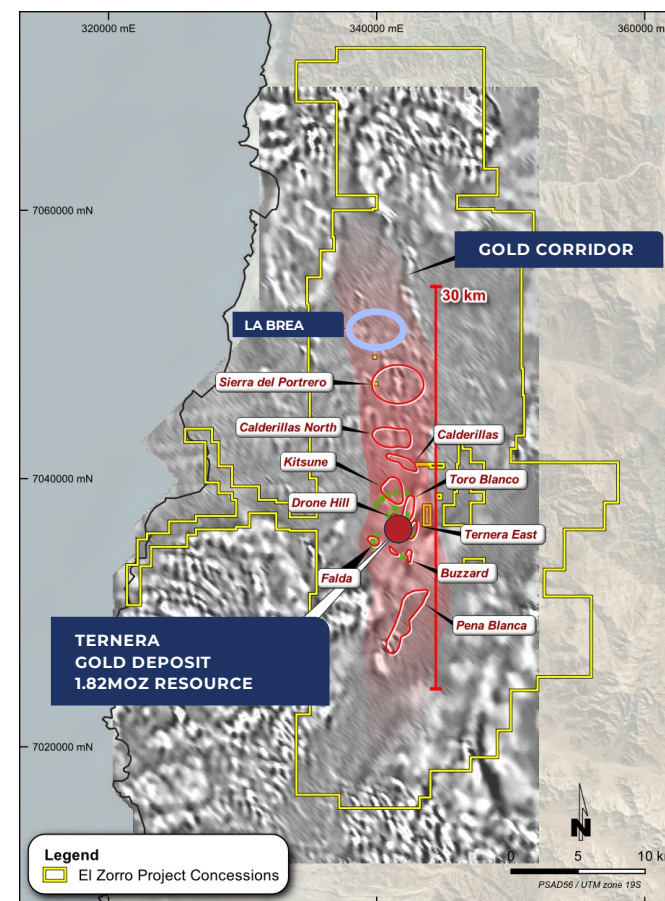 320000 mE
340000 mE
360000 m
7060000 mN
GOLD CORRIDOR
30 km
LA BREA
Sierra del Portrero
Calderillas North
Calderillas
Kitsune
Toro Blanco
7040000 mN
Drone Hill
Ternera East
Falda
Buzzard
Pena Blanca
TERNERA
GOLD DEPOSIT
1.82MOZ RESOURCE
7020000 mN
N
Legend
El Zorro Project Concessions
0 5 10 k
PSAD56 / UTM zone 19S